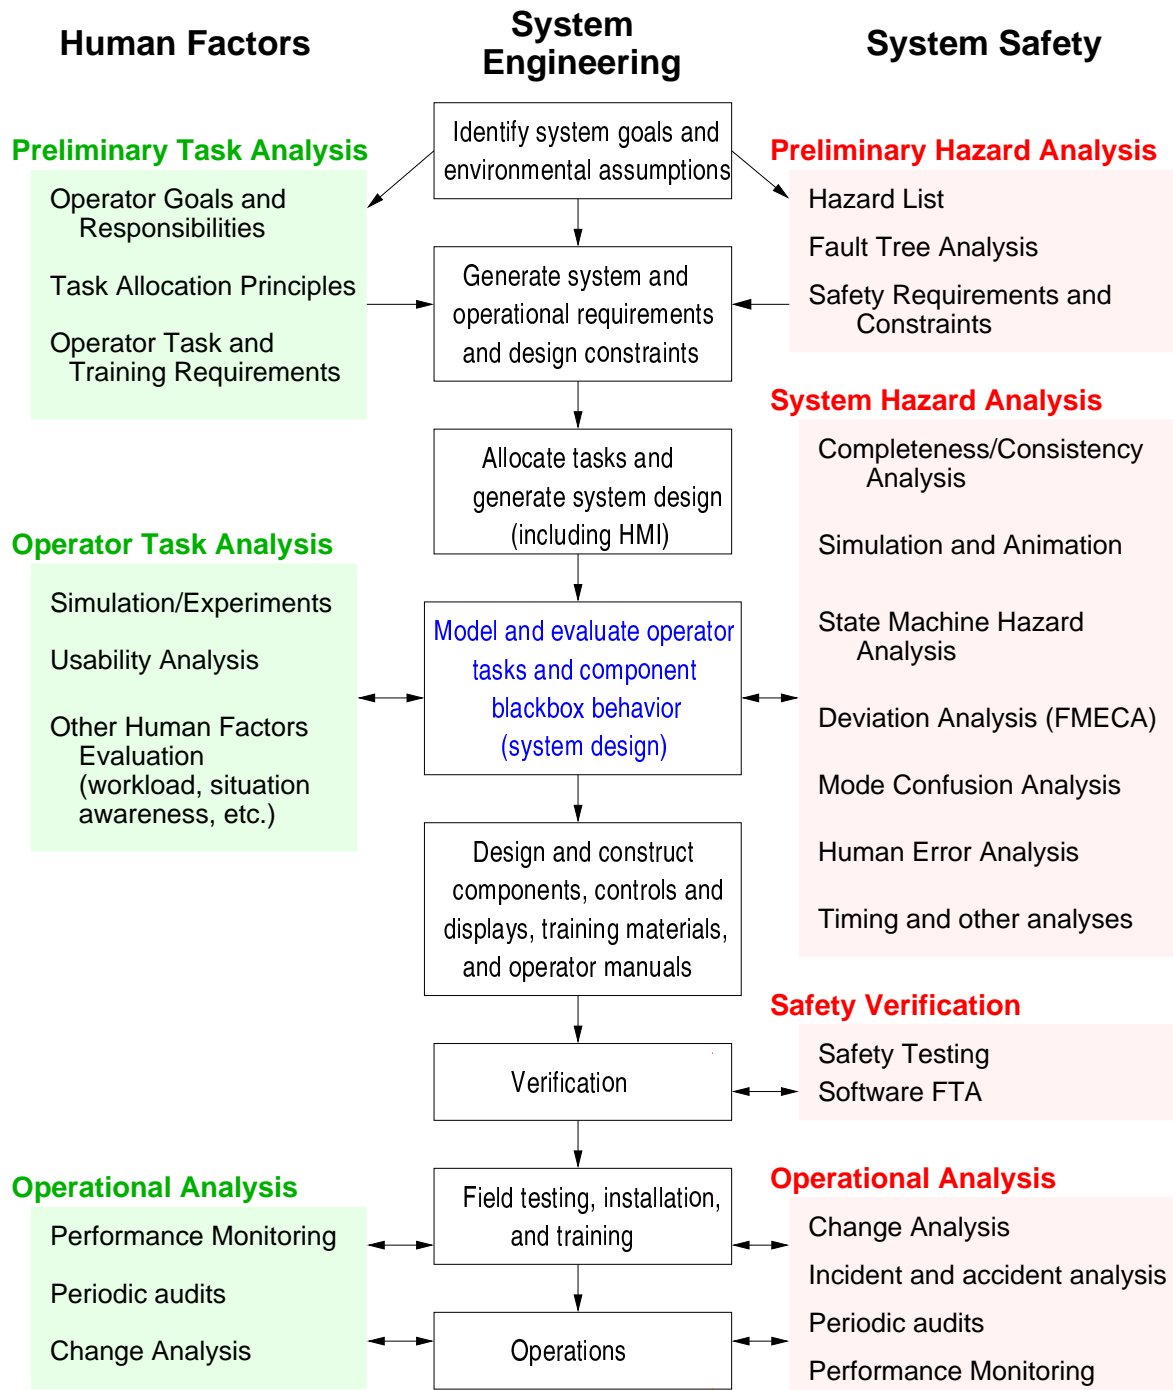 Human Factors
System
Engineering
System Safety
Preliminary Task Analysis
Operator Goals and
Responsibilities
Task Allocation Principles
Operator Task and
Training Requirements
Operator Task Analysis
Simulation/Experiments
Usability Analysis
Other Human Factors
Evaluation
(workload, situation
awareness, etc.)
Operational Analysis
Performance Monitoring
Periodic audits
Change Analysis
Identify system goals and
environmental assumptions
Generate system and
operational requirements
and design constraints
Allocate tasks and
generate system design
(including HMI)
Model and evaluate operator
tasks and component
blackbox behavior
(system design)
Design and construct
components, controls and
displays, training materials,
and operator manuals
Verification
Field testing, installation,
and training
Operations
Preliminary Hazard Analysis
Hazard List
Fault Tree Analysis
Safety Requirements and
Constraints
System Hazard Analysis
Completeness/Consistency
Analysis
Simulation and Animation
State Machine Hazard
Analysis
Deviation Analysis (FMECA)
Mode Confusion Analysis
Human Error Analysis
Timing and other analyses
Safety Verification
Safety Testing
Software FTA
Operational Analysis
Change Analysis
Incident and accident analysis
Periodic audits
Performance Monitoring